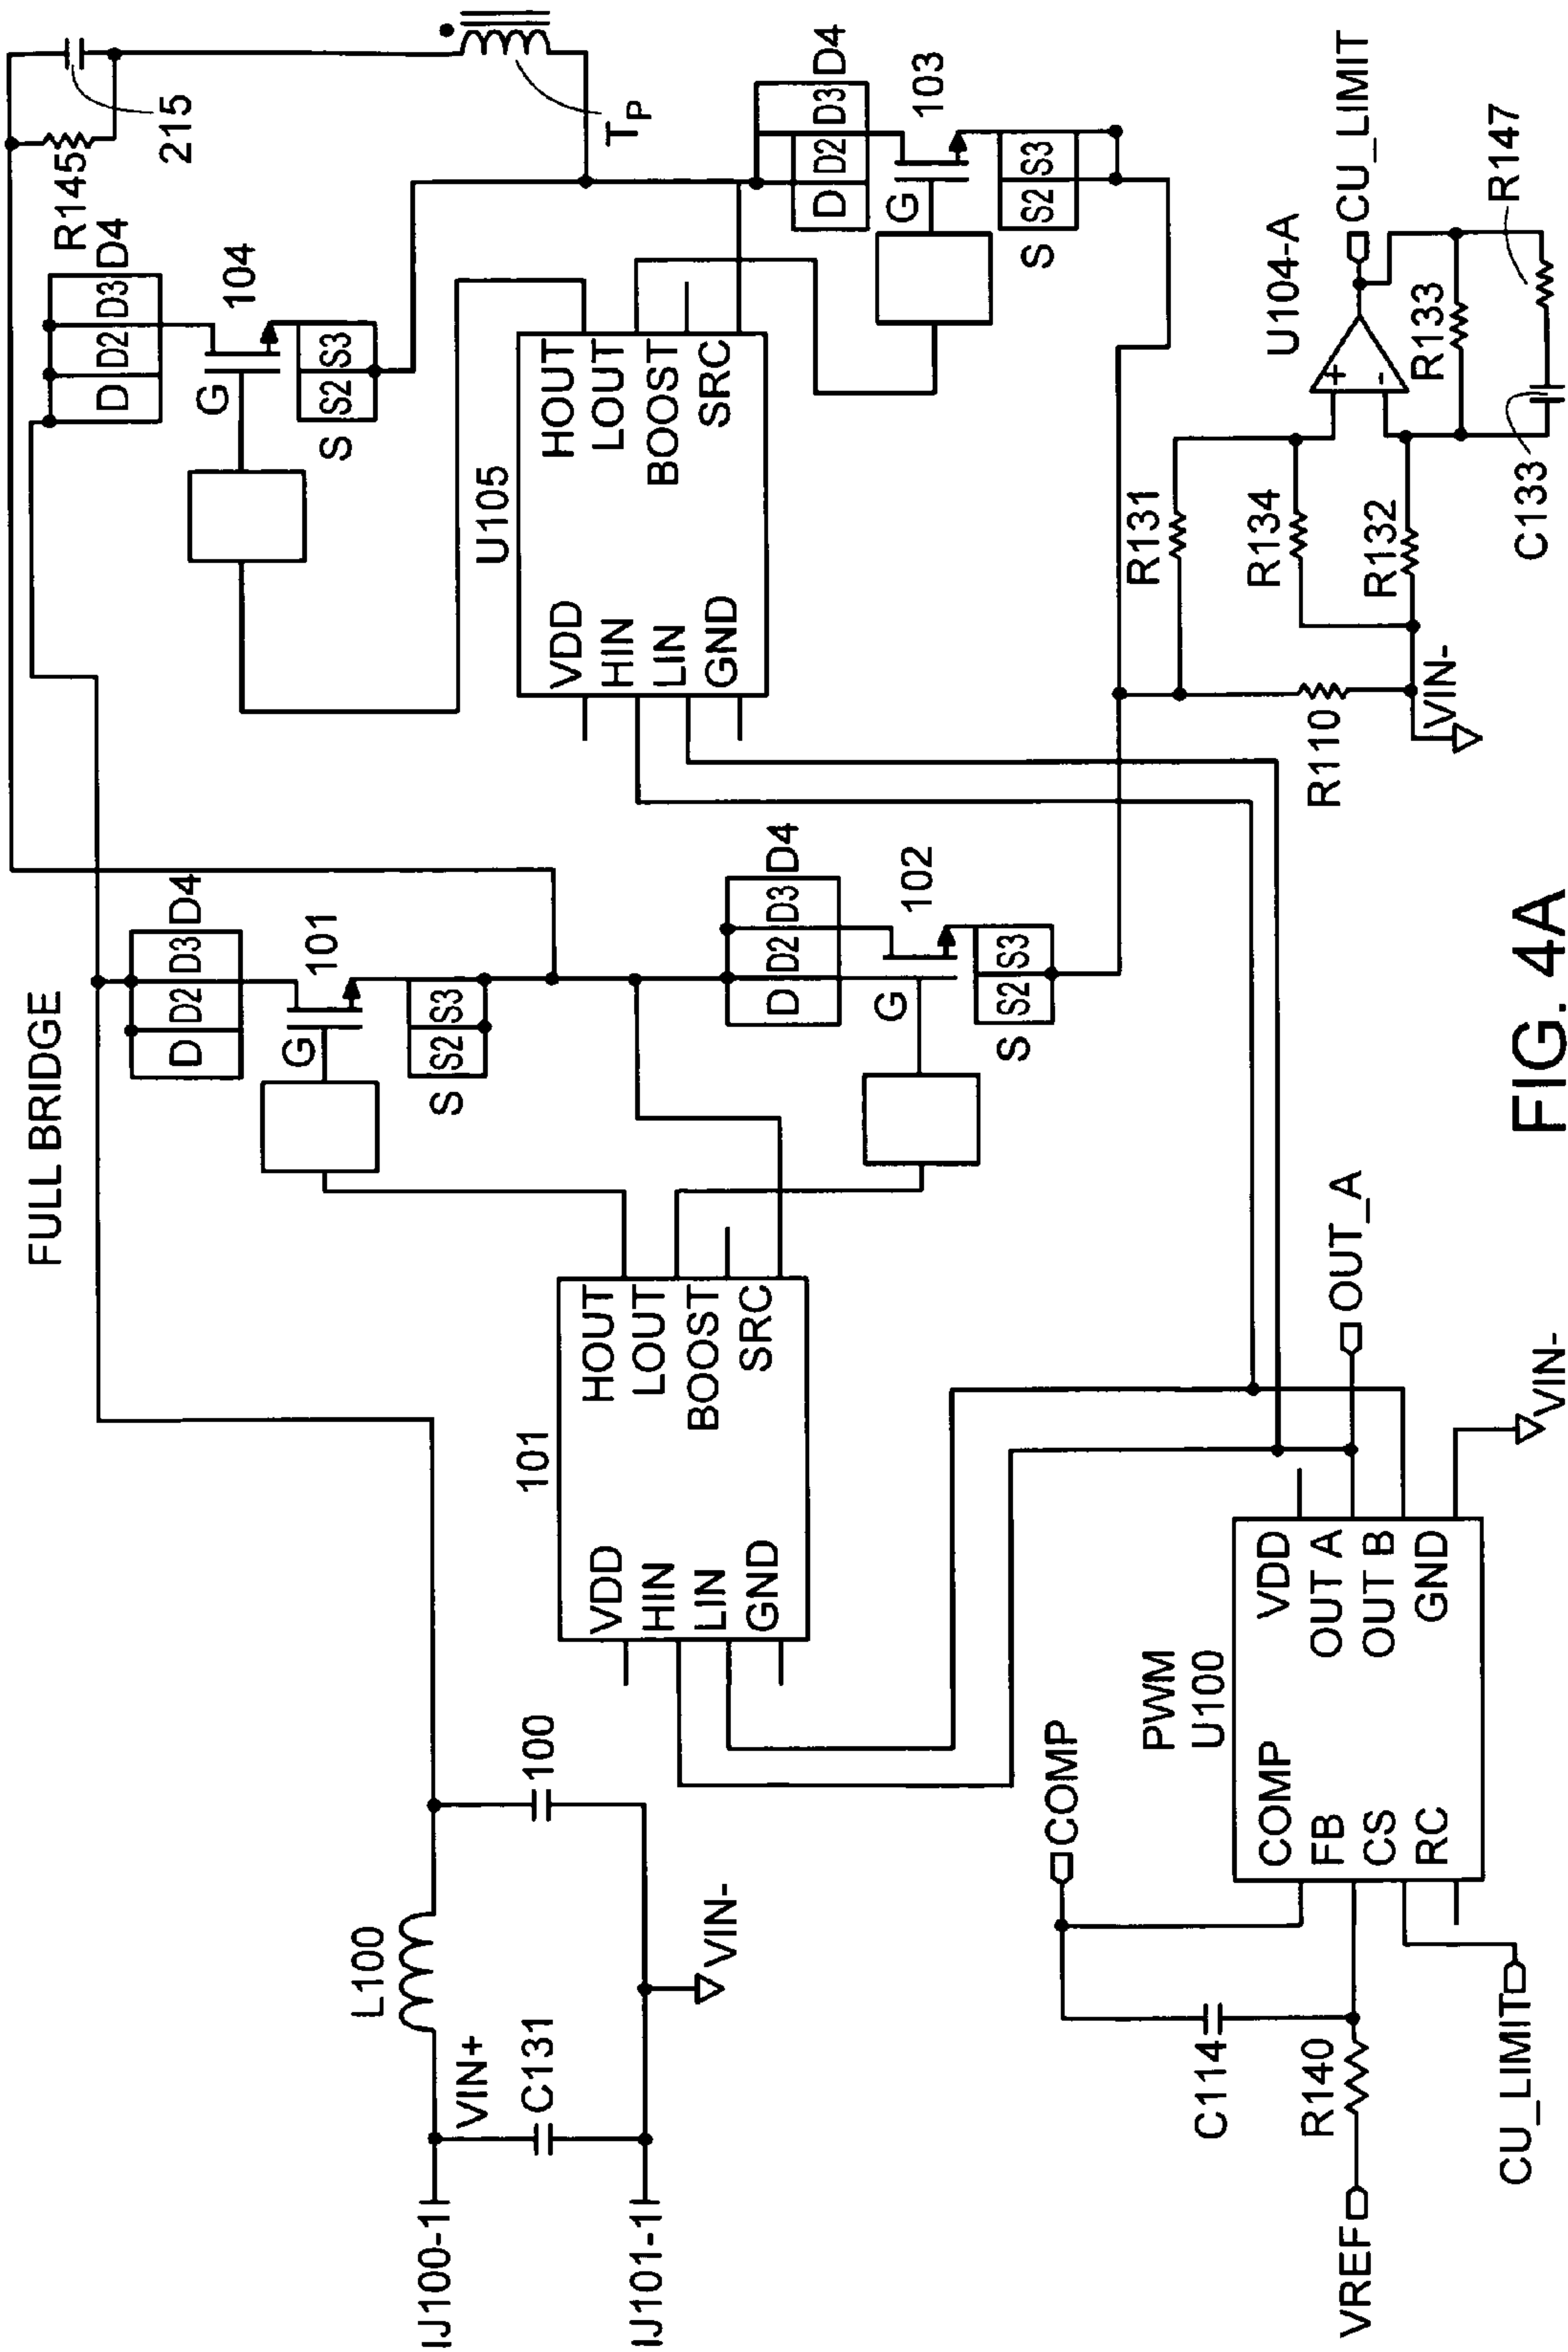 FULL BRIDGE
IJ100-1
L100
VIN+
C131
100
IJ101-1
VIN-
101
VDD
HIN
LIN
GND
HOUT
LOUT
BOOST
SRC
D D2 D3 D4
101
G
S S2 S3
D D2 D3 D4
102
G
S S2 S3
U105
VDD
HIN
LIN
GND
HOUT
LOUT
BOOST
SRC
D D2 D3 D4
104
G
S S2 S3
D D2 D3 D4
103
G
S S2 S3
R145
215
TP
COMP
C114
R140
VREF
CU_LIMIT
PWM
U100
COMP
FB
CS
RC
VDD
OUT A
OUT B
GND
OUT_A
VIN-
R110
VIN-
R131
R134
R132
U104-A
+
-
CU_LIMIT
R133
C133
R147
FIG. 4A